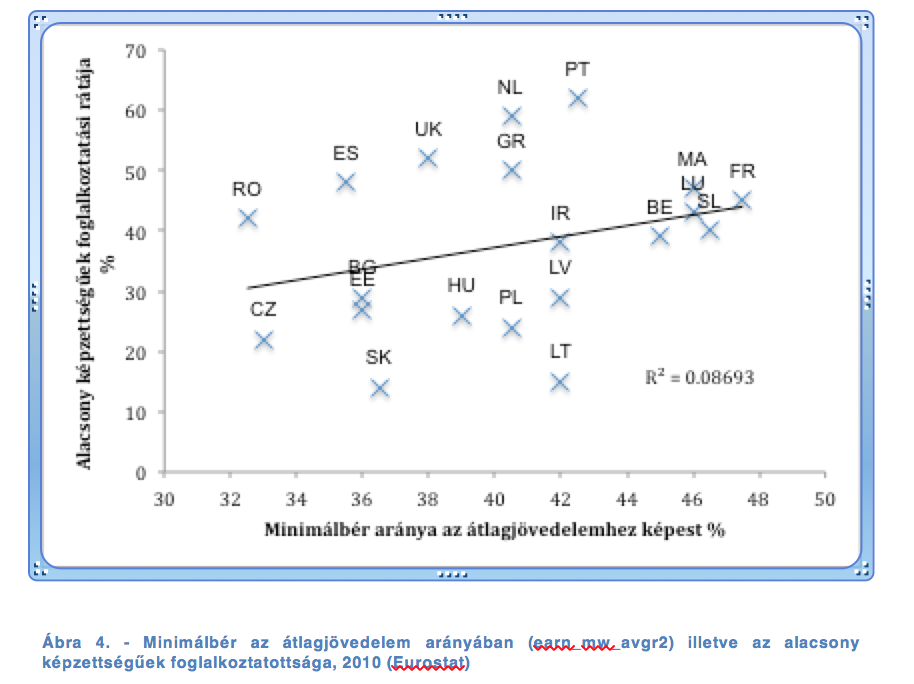 Alacsony képzettségűek foglalkoztatási rátája
%
70
60
50
40
30
20
10
0
PT
NL
GR
UK
ES
MA
FR
RO
LU
SL
BE
IR
BG
LV
EE
HU
PL
CZ
LT
SK
R² = 0.08693
30 32 34 36 38 40 42 44 46 48 50
Minimálbér aránya az átlagjövedelemhez képest %
Ábra 4. - Minimálbér az átlagjövedelem arányában (earn_mw_avgr2) illetve az alacsony
képzettségűek foglalkoztatottsága, 2010 (Eurostat)